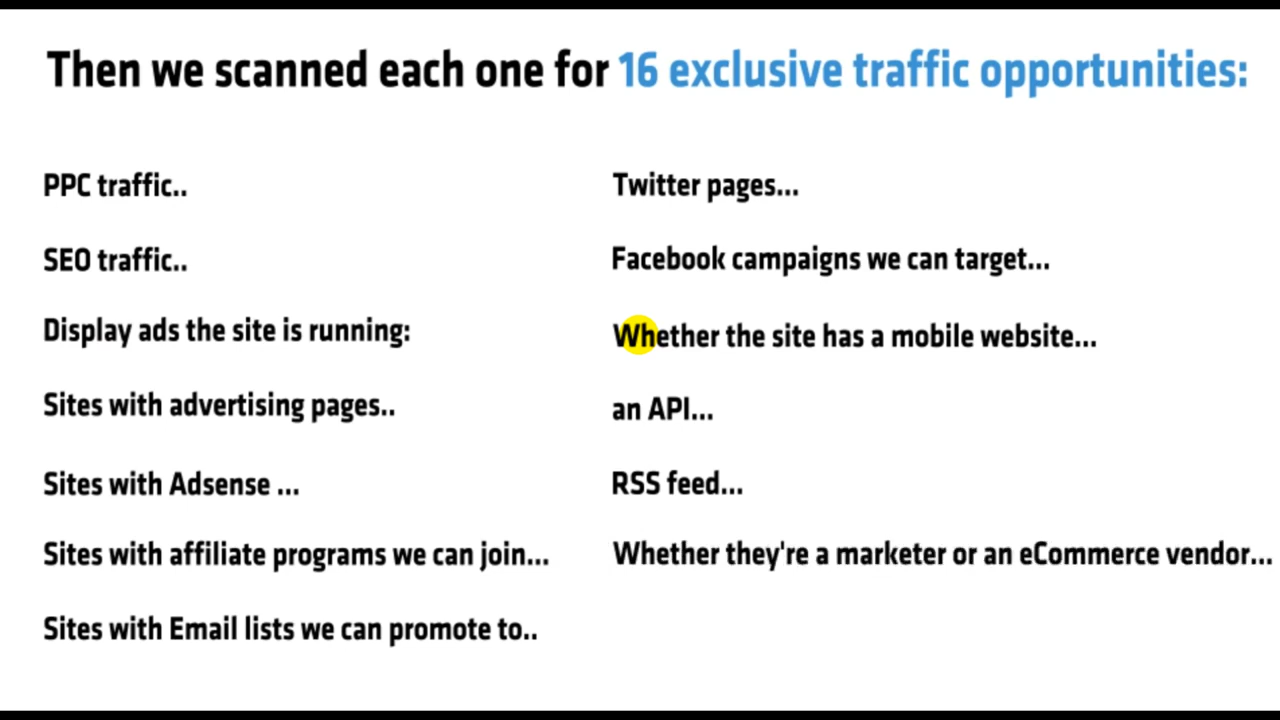 Then we scanned each one for 16 exclusive traffic opportunities:
PPC traffic..
SEO traffic..
Display ads the site is running:
Sites with advertising pages..
Sites with Adsense ...
Sites with affiliate programs we can join...
Sites with Email lists we can promote to..
Twitter pages...
Facebook campaigns we can target...
Whether the site has a mobile website...
an API...
RSS feed...
Whether they're a marketer or an eCommerce vendor...